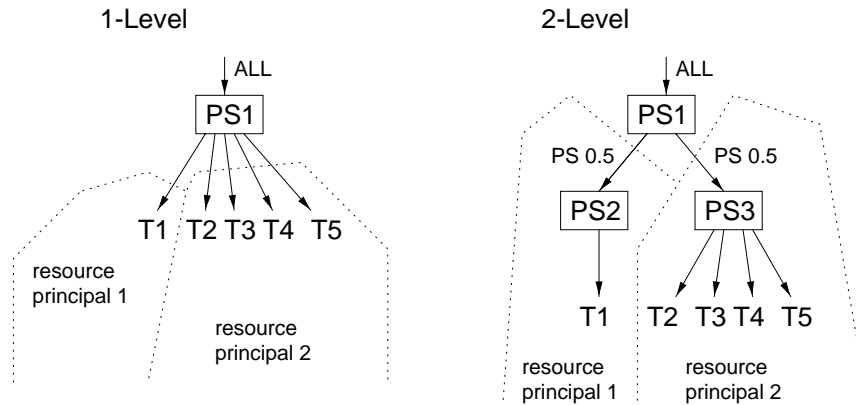 1-Level
ALL
PS1
T1 T2 T3 T4 T5
resource
principal 1
resource
principal 2
2-Level
ALL
PS1
PS 0.5 PS 0.5
PS2 PS3
T1 T2 T3 T4 T5
resource
principal 1
resource
principal 2